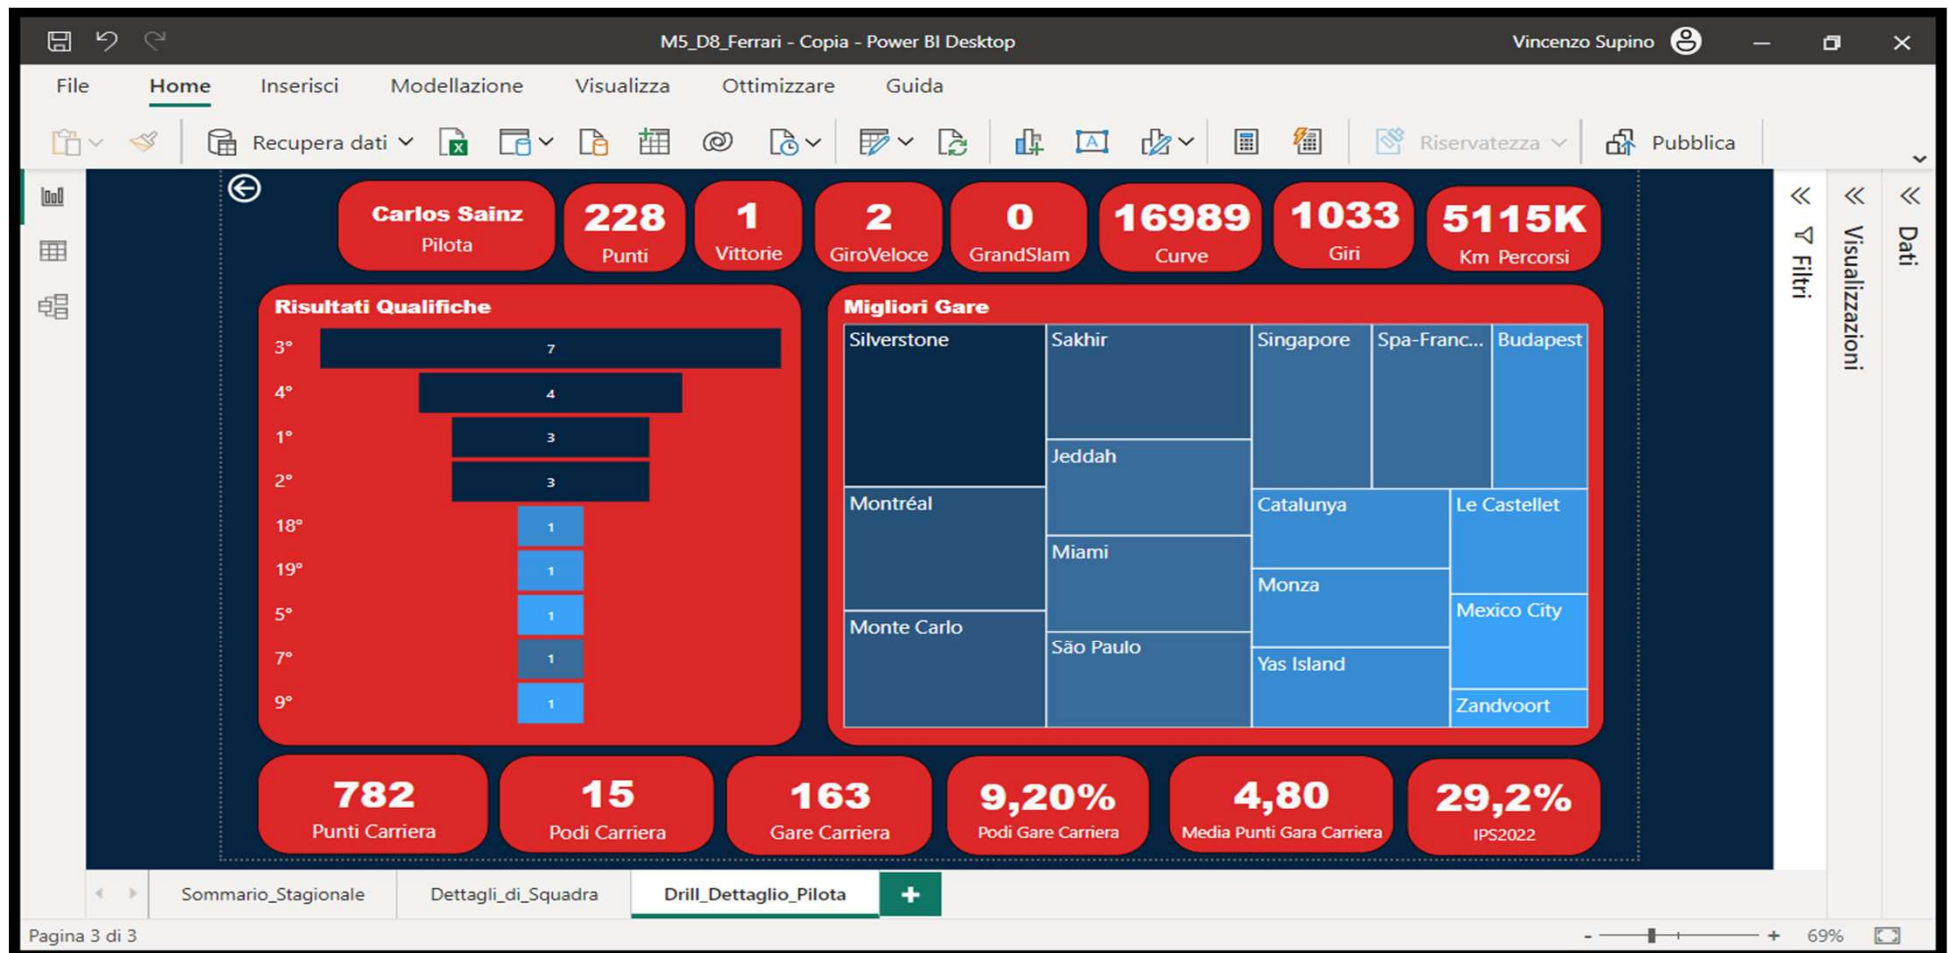 M5_D8_Ferrari - Copia - Power BI Desktop
Vincenzo Supino
File Home Inserisci Modellazione Visualizza Ottimizzare Guida
Recupera dati Riservatezza Pubblica
Carlos Sainz
Pilota
228
Punti
1
Vittorie
2
GiroVeloce
0
GrandSlam
16989
Curve
1033
Giri
5115K
Km Percorsi
Risultati Qualifiche
3° 7
4° 4
1° 3
2° 3
18° 1
19° 1
5° 1
7° 1
9° 1
Migliori Gare
Silverstone
Montréal
Monte Carlo
Sakhir
Jeddah
Miami
São Paulo
Singapore
Spa-Franc...
Budapest
Catalunya
Monza
Yas Island
Le Castellet
Mexico City
Zandvoort
782
Punti Carriera
15
Podi Carriera
163
Gare Carriera
9,20%
Podi Gare Carriera
4,80
Media Punti Gara Carriera
29,2%
IPS2022
Filtri
Visualizzazioni
Dati
Sommario_Stagionale Dettagli_di_Squadra Drill_Dettaglio_Pilota
Pagina 3 di 3
- + 69%